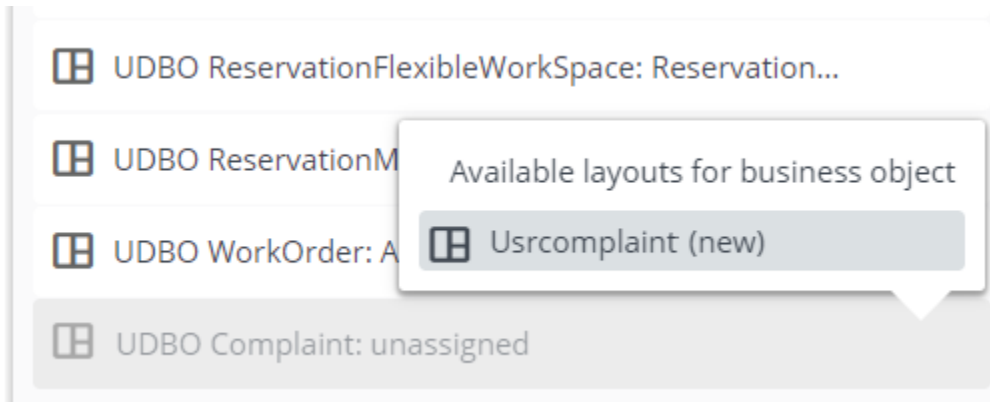 UDBO ReservationFlexibleWorkSpace: Reservation...
UDBO ReservationM
Available layouts for business object
Usrcomplaint (new)
UDBO WorkOrder: A
UDBO Complaint: unassigned